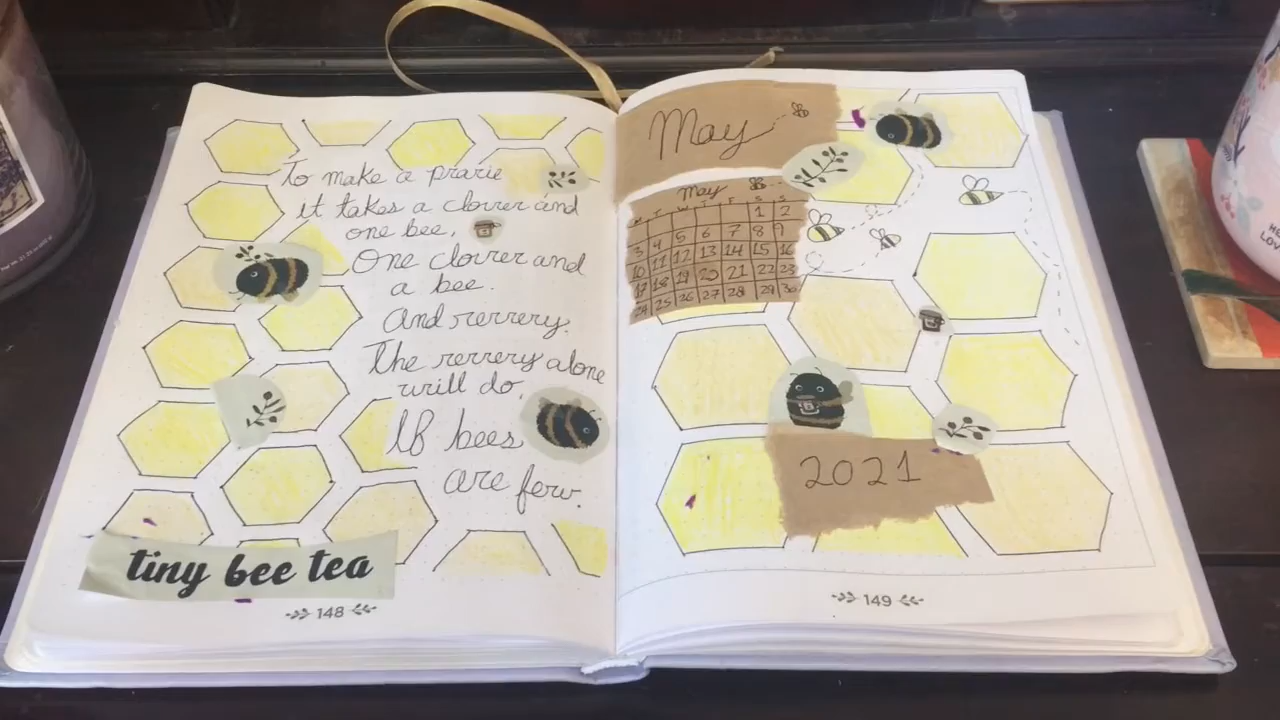 To make a prarie
it takes a clover and
one bee,
One clover and
a bee.
And revery.
The revery alone
will do,
If bees
are few.
tiny bee tea
148
May
May
M T W T F S S
1 2
3 4 5 6 7 8 9
10 11 12 13 14 15 16
17 18 19 20 21 22 23
24 25 26 27 28 29 30
2021
149